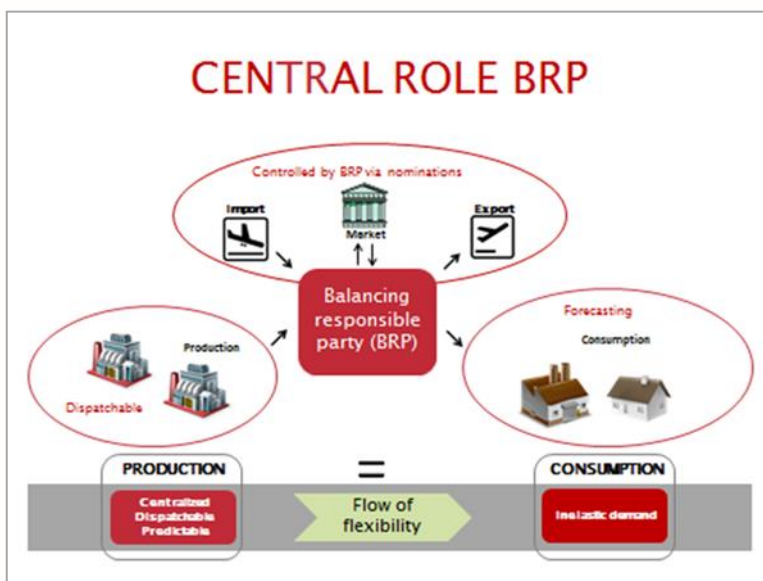 CENTRAL ROLE BRP
Controlled by BRP via nominations
Import
Market
Export
Balancing
responsible
party (BRP)
Production
Dispatchable
Forecasting
Consumption
PRODUCTION
=
CONSUMPTION
Centralized
Dispatchable
Predictable
Flow of
flexibility
Inelastic demand